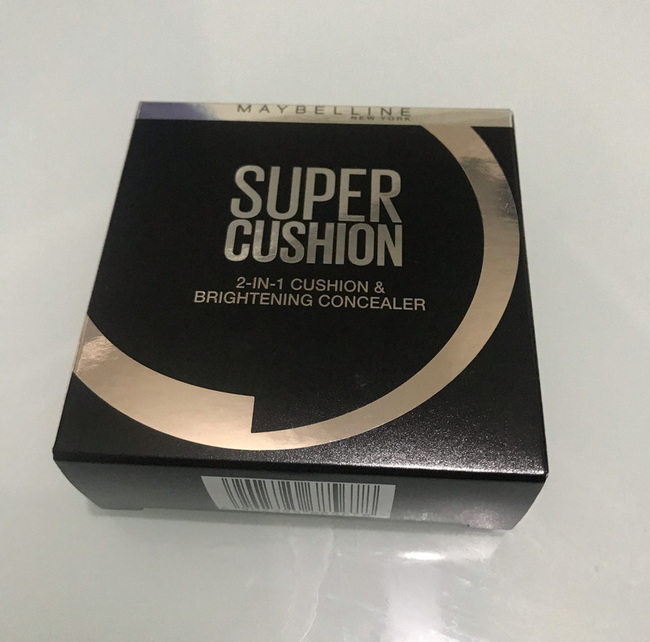 MAYBELLINE
NEW YORK
SUPER
CUSHION
2-IN-1 CUSHION &
BRIGHTENING CONCEALER